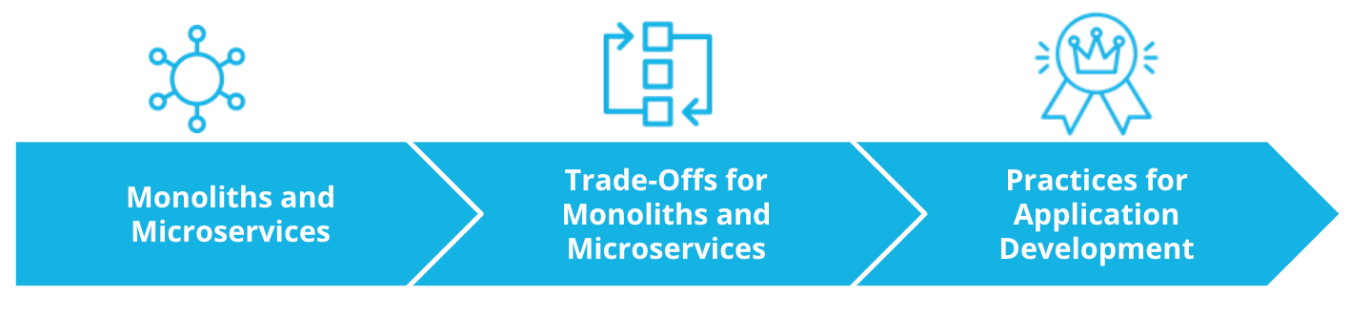 Monoliths and
Microservices
Trade-Offs for
Monoliths and
Microservices
Practices for
Application
Development